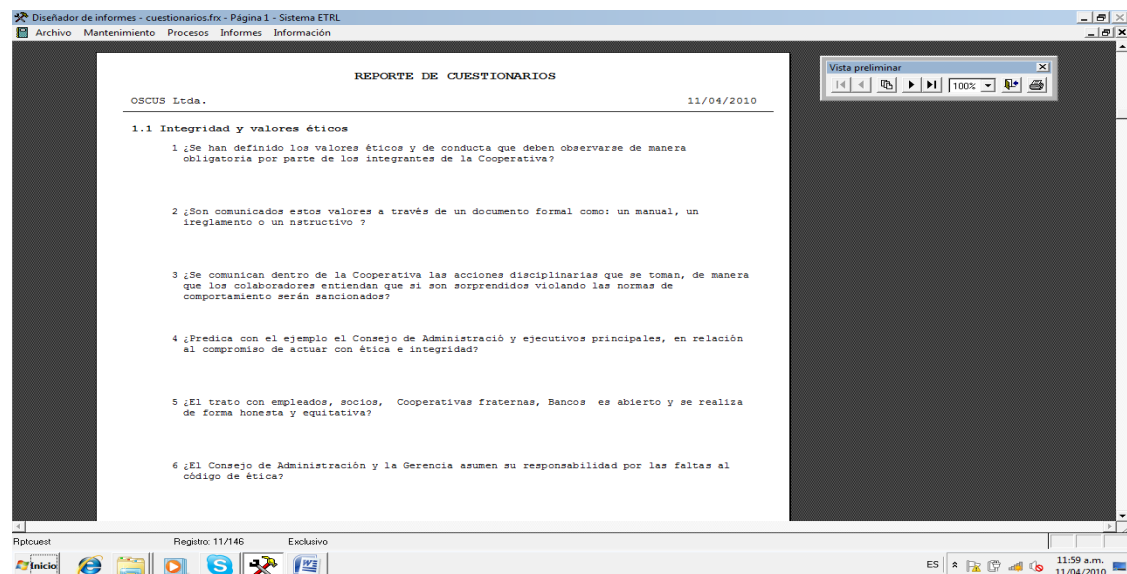 Diseñador de informes - cuestionarios.frx - Página 1 - Sistema ETRL
Archivo Mantenimiento Procesos Informes Información
Vista preliminar
100%
REPORTE DE CUESTIONARIOS
OSCUS Ltda. 11/04/2010
1.1 Integridad y valores éticos
1 ¿Se han definido los valores éticos y de conducta que deben observarse de manera
obligatoria por parte de los integrantes de la Cooperativa?
2 ¿Son comunicados estos valores a través de un documento formal como: un manual, un
ireglamento o un nstructivo ?
3 ¿Se comunican dentro de la Cooperativa las acciones disciplinarias que se toman, de manera
que los colaboradores entiendan que si son sorprendidos violando las normas de
comportamiento serán sancionados?
4 ¿Predica con el ejemplo el Consejo de Administració y ejecutivos principales, en relación
al compromiso de actuar con ética e integridad?
5 ¿El trato con empleados, socios,  Cooperativas fraternas, Bancos  es abierto y se realiza
de forma honesta y equitativa?
6 ¿El Consejo de Administración y la Gerencia asumen su responsabilidad por las faltas al
código de ética?
Rptcuest Registro: 11/146 Exclusivo
Inicio ES 11:59 a.m.
11/04/2010